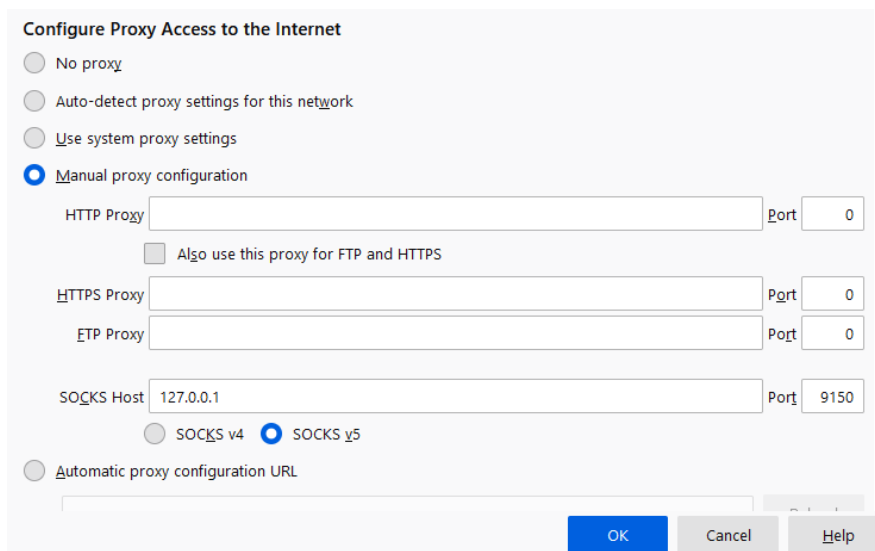 Configure Proxy Access to the Internet
No proxy
Auto-detect proxy settings for this network
Use system proxy settings
Manual proxy configuration
HTTP Proxy Port 0
Also use this proxy for FTP and HTTPS
HTTPS Proxy Port 0
FTP Proxy Port 0
SOCKS Host 127.0.0.1 Port 9150
SOCKS v4 SOCKS v5
Automatic proxy configuration URL
OK Cancel Help